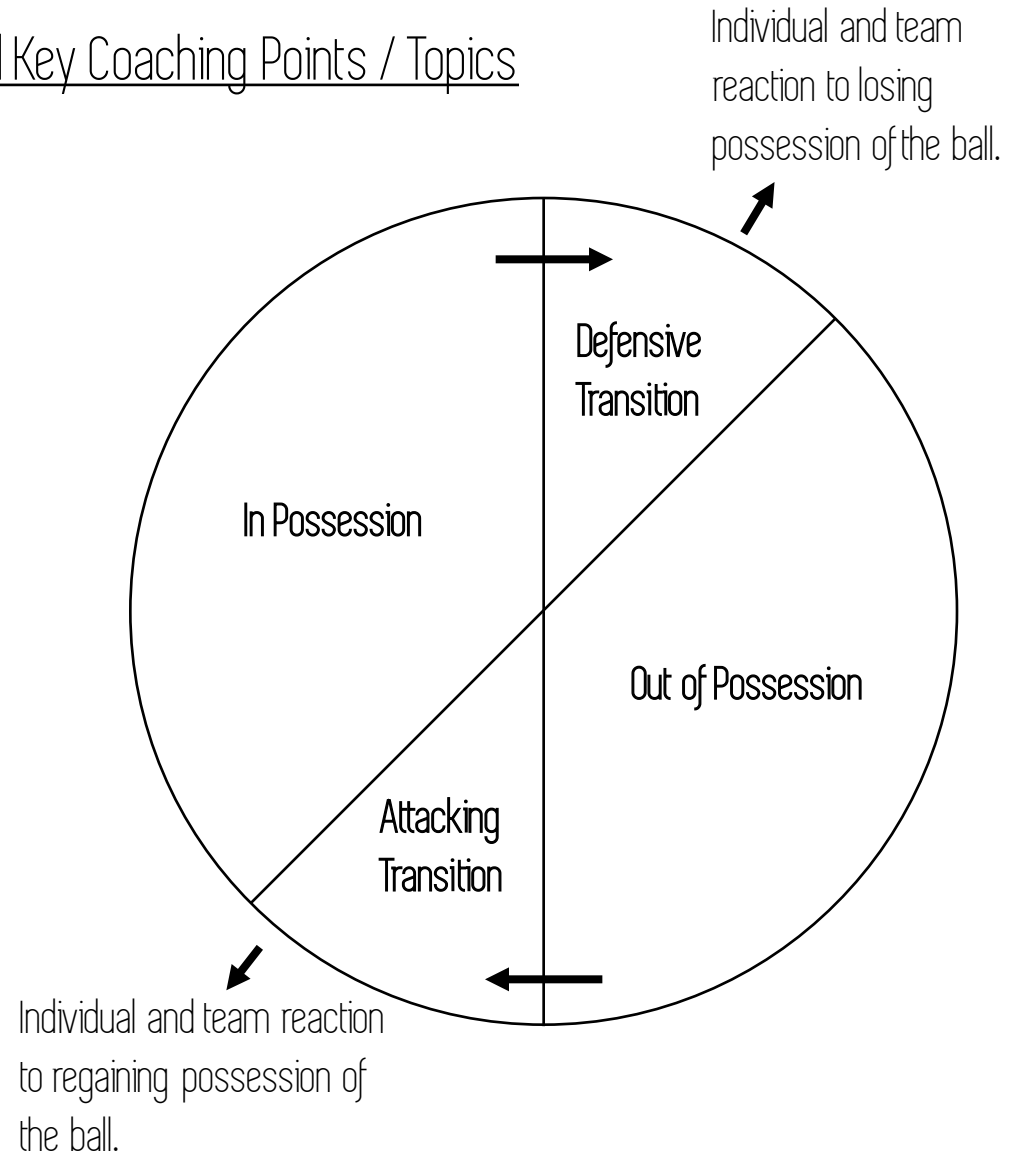 Key Coaching Points / Topics
Individual and team
reaction to losing
possession of the ball.
Defensive
Transition
In Possession
Out of Possession
Attacking
Transition
Individual and team reaction
to regaining possession of
the ball.